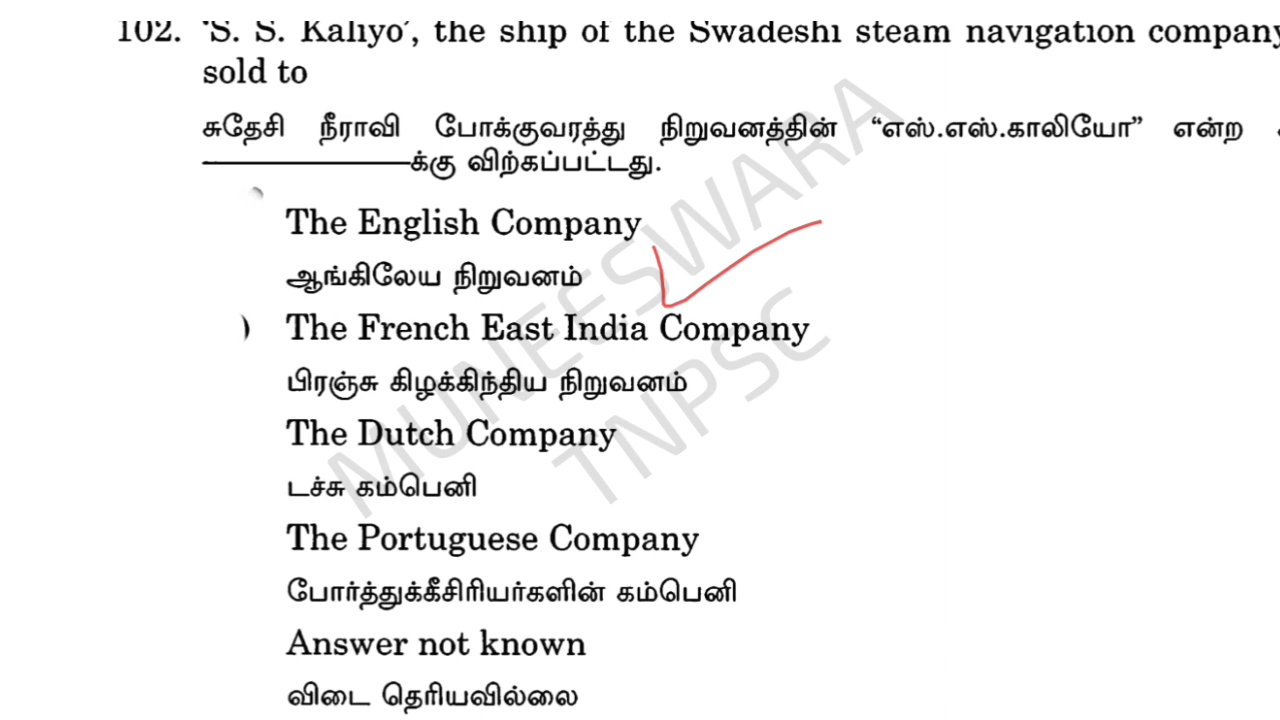 102. 'S. S. Kaliyo', the ship of the Swadeshi steam navigation company
sold to
சுதேசி நீராவி போக்குவரத்து நிறுவனத்தின் “எஸ்.எஸ்.காலியோ” என்ற
க்கு விற்கப்பட்டது.
The English Company
ஆங்கிலேய நிறுவனம்
) The French East India Company
பிரஞ்சு கிழக்கிந்திய நிறுவனம்
The Dutch Company
டச்சு கம்பெனி
The Portuguese Company
போர்த்துக்கீசிரியர்களின் கம்பெனி
Answer not known
விடை தெரியவில்லை
MUNEESWARA
TNPSC